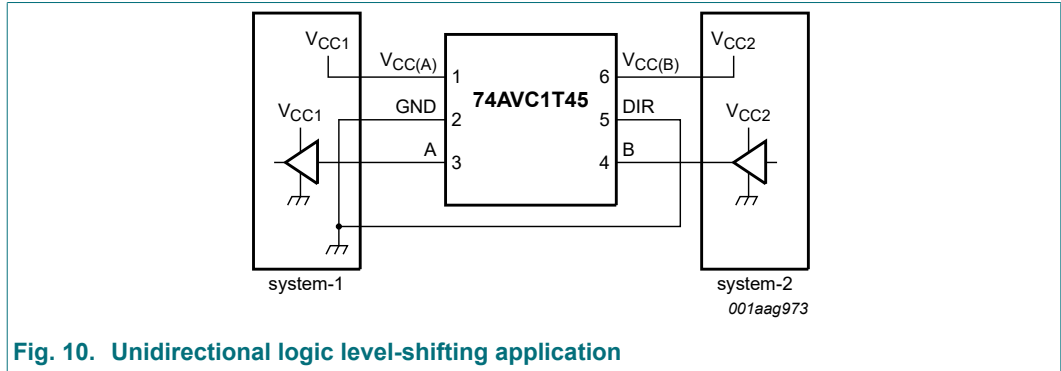 VCC1
VCC(A)
1
VCC1
GND
2
A
3
74AVC1T45
VCC(B)
6
VCC2
DIR
5
VCC2
B
4
system-1
system-2
001aag973
Fig. 10. Unidirectional logic level-shifting application